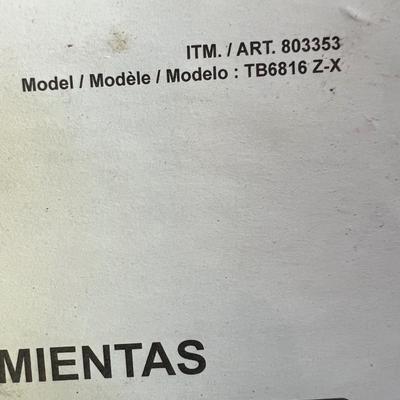 ITM. / ART. 803353
Model / Modèle / Modelo : TB6816 Z-X
MIENTAS